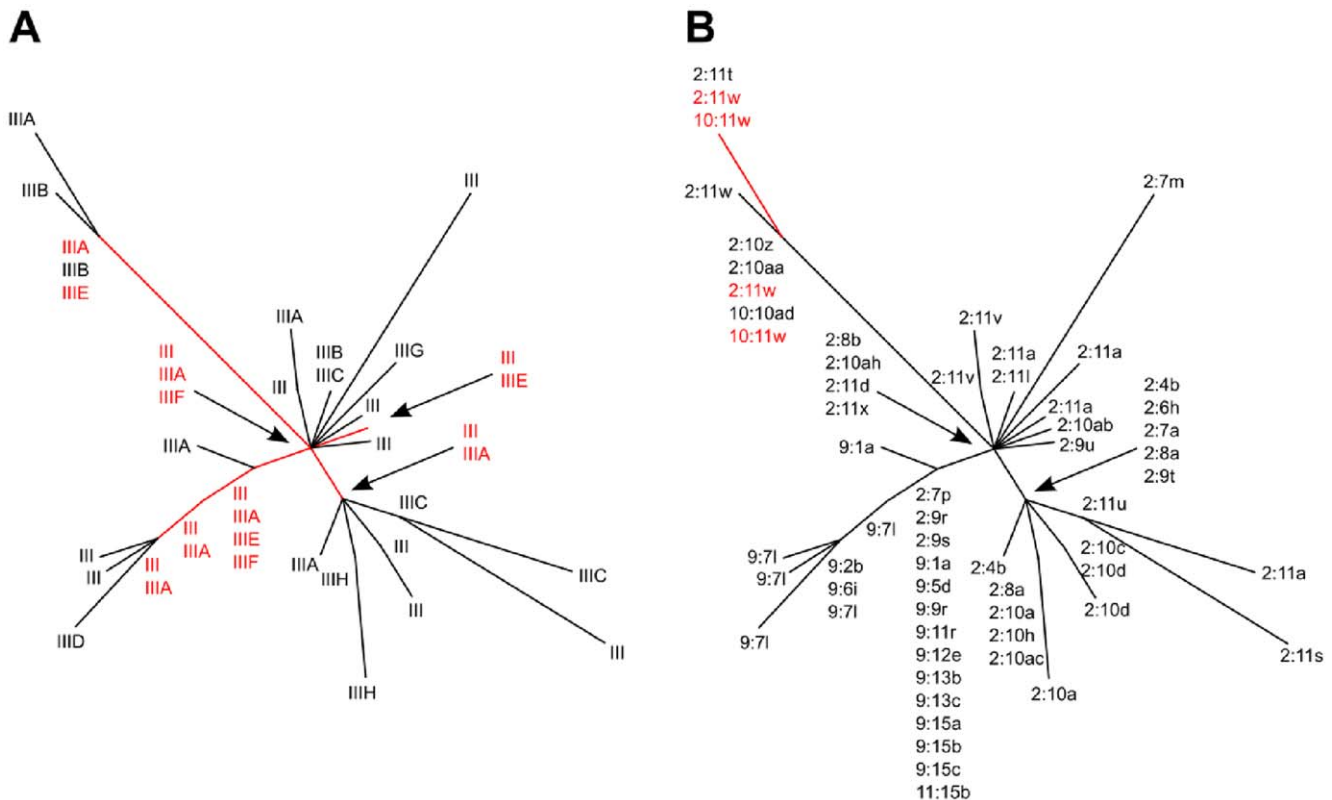 A
IIIA
IIIB
IIIA
IIIB
IIIE
III
IIIA
IIIF
IIIA
III
IIIA
III
IIIB
IIIC
IIIG
III
III
III
IIIE
III
IIIA
III
IIIA
IIIE
IIIF
III
IIIA
III
IIIA
III
III
IIID
IIIC
III
IIIA
IIIH
III
IIIH
IIIC
III
B
2:11t
2:11w
10:11w
2:11w
2:10z
2:10aa
2:11w
10:10ad
10:11w
2:8b
2:10ah
2:11d
2:11x
9:1a
2:11v
2:11v
2:11a
2:11l
2:7m
2:11a
2:11a
2:10ab
2:9u
2:4b
2:6h
2:7a
2:8a
2:9t
2:7p
2:9r
2:9s
9:1a
9:5d
9:9r
9:11r
9:12e
9:13b
9:13c
9:15a
9:15b
9:15c
11:15b
9:7l
9:7l
9:7l
9:2b
9:6i
9:7l
9:7l
2:11u
2:10c
2:10d
2:4b
2:8a
2:10a
2:10h
2:10ac
2:10d
2:10a
2:11a
2:11s